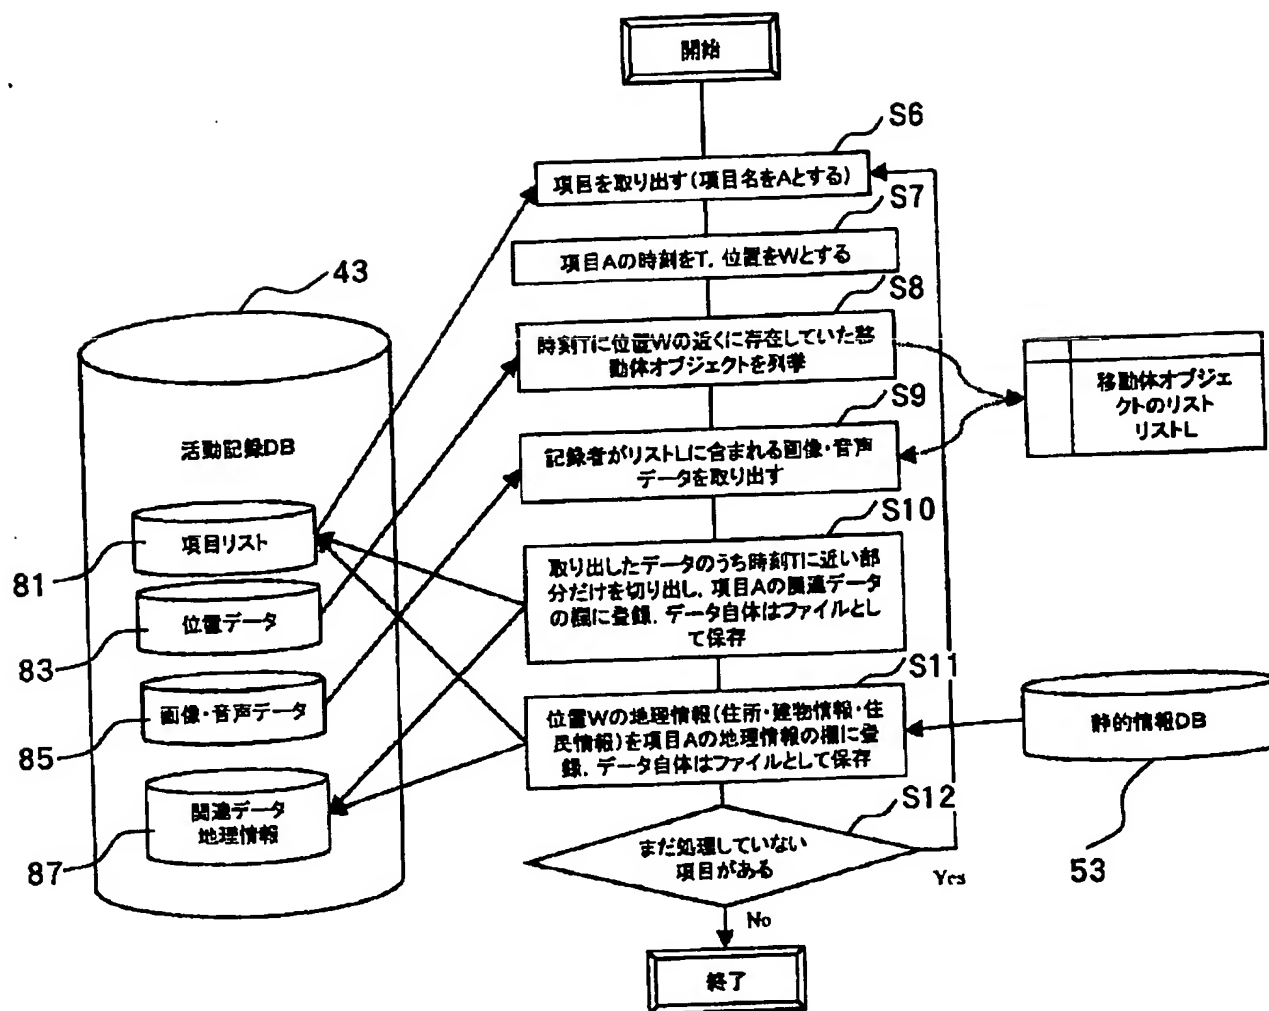 開始
S6
項目を取り出す(項目名をAとする)
S7
項目Aの時刻をT, 位置をWとする
S8
時刻Tに位置Wの近くに存在していた移
動体オブジェクトを列挙
移動体オブジェ
クトのリスト
リストL
S9
記録者がリストLに含まれる画像・音声
データを取り出す
S10
取り出したデータのうち時刻Tに近い部
分だけを切り出し, 項目Aの関連データ
の欄に登録. データ自体はファイルとし
て保存
S11
位置Wの地理情報(住所・建物情報・住
民情報)を項目Aの地理情報の欄に登
録. データ自体はファイルとして保存
静的情報DB
53
S12
まだ処理していない
項目がある
Yes
No
終了
43
活動記録DB
項目リスト
81
位置データ
83
画像・音声データ
85
関連データ
地理情報
87